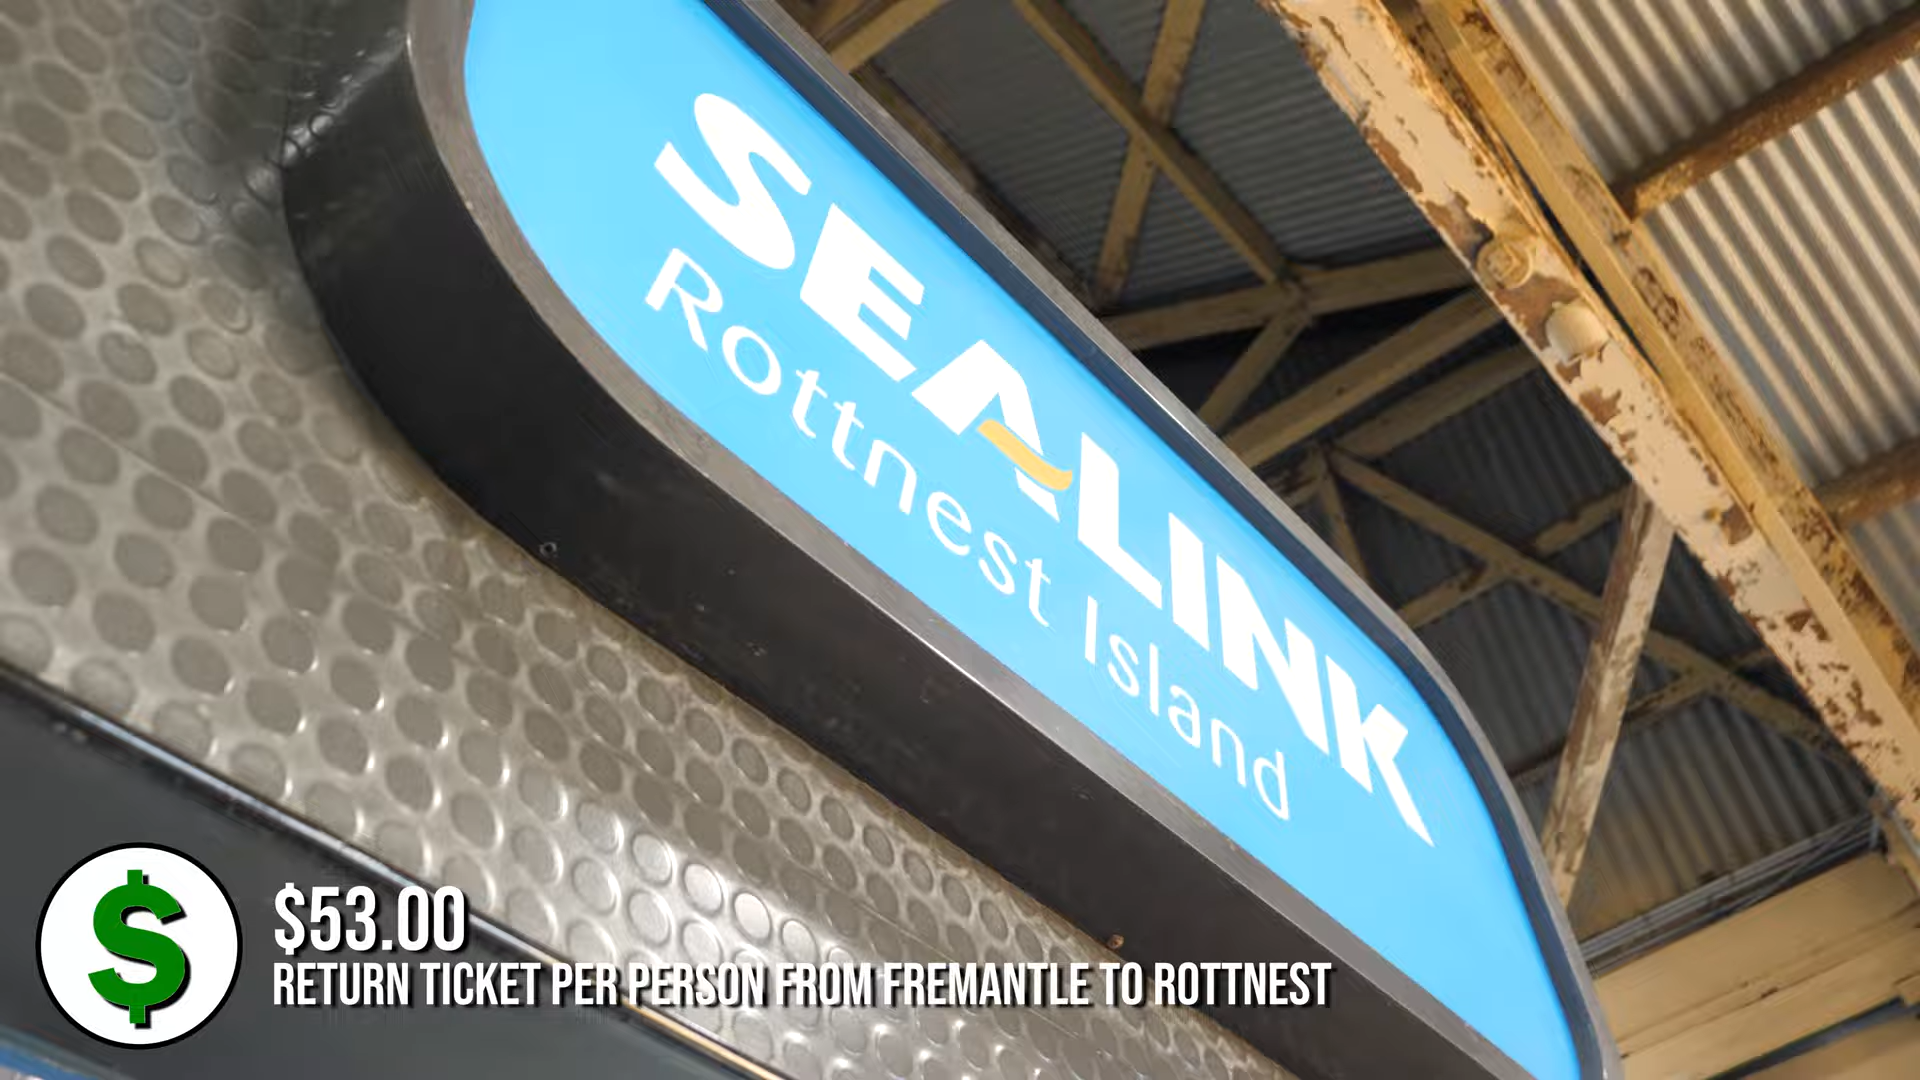 SEALINK
Rottnest Island
$
$53.00
RETURN TICKET PER PERSON FROM FREMANTLE TO ROTTNEST